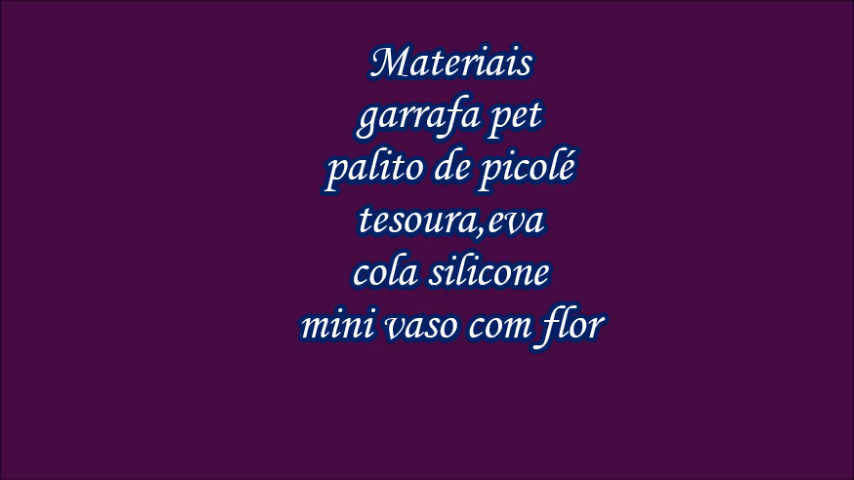 Materiais
garrafa pet
palito de picolé
tesoura,eva
cola silicone
mini vaso com flor